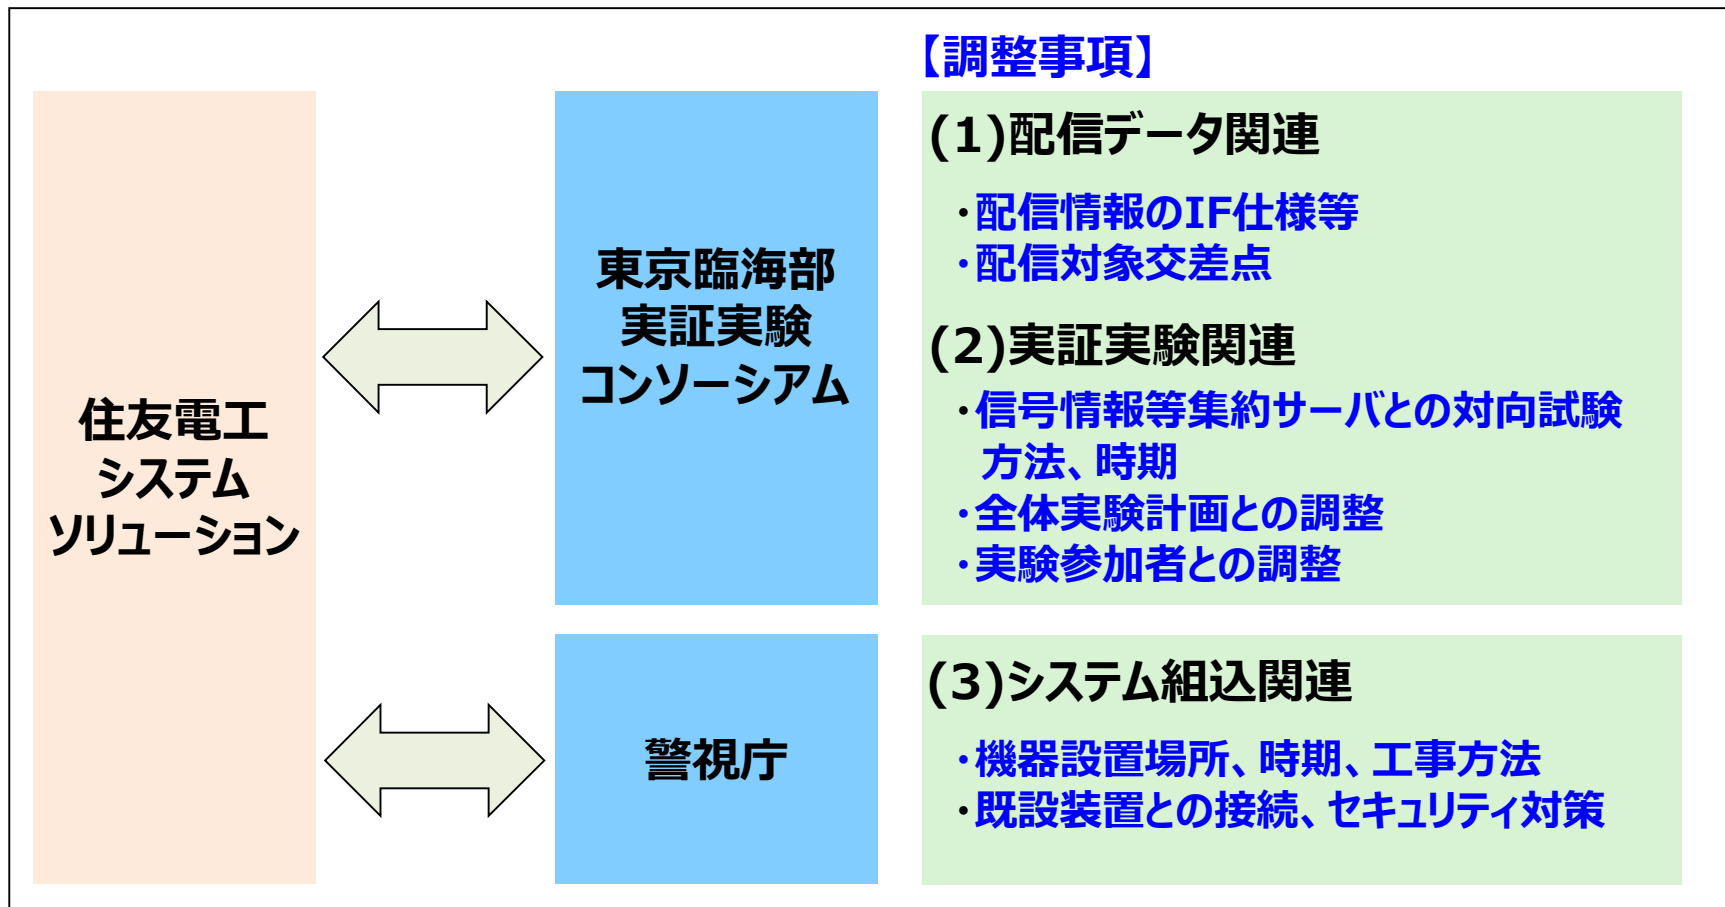 【調整事項】
住友電工
システム
ソリューション
東京臨海部
実証実験
コンソーシアム
(1)配信データ関連
・配信情報のIF仕様等
・配信対象交差点
(2)実証実験関連
・信号情報等集約サーバとの対向試験
方法、時期
・全体実験計画との調整
・実験参加者との調整
警視庁
(3)システム組込関連
・機器設置場所、時期、工事方法
・既設装置との接続、セキュリティ対策